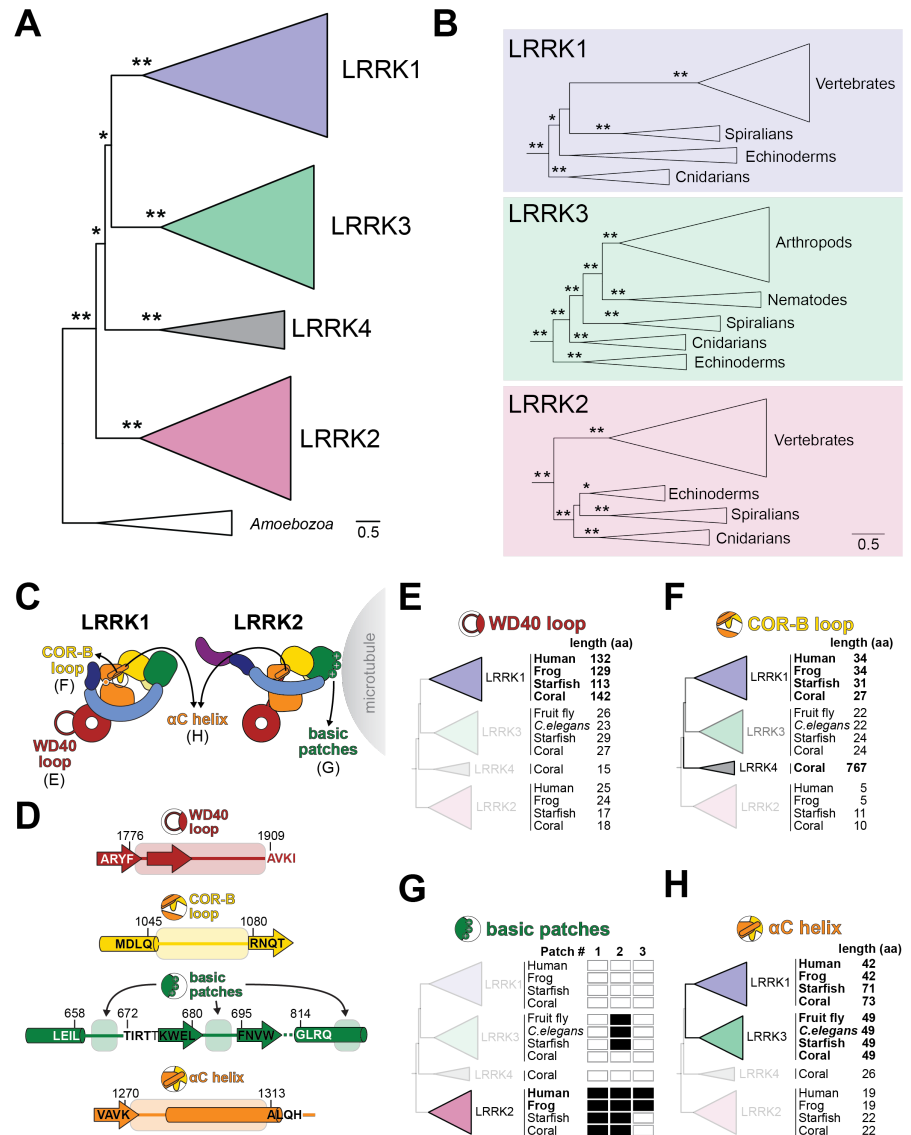 A
**
LRRK1
*
**
LRRK3
*
**
**
LRRK4
**
LRRK2
Amoebozoa
0.5
B
LRRK1
**
Vertebrates
*
**
Spiralians
**
Echinoderms
**
Cnidarians
LRRK3
**
Arthropods
**
**
Nematodes
**
**
Spiralians
**
**
Cnidarians
**
**
Echinoderms
LRRK2
**
Vertebrates
**
*
Echinoderms
**
**
Spiralians
**
Cnidarians
0.5
C
LRRK1
LRRK2
COR-B
loop
(F)
αC helix
(H)
WD40
loop
(E)
basic
patches
(G)
microtubule
D
WD40
loop
1776
1909
ARYF
AVKI
COR-B
loop
1045
1080
MDLQ
RNQT
basic
patches
658
672
680
695
814
LEIL
TIRTTKWEL
FNVW
GLRQ
αC helix
1270
1313
VAVK
ALQH
E
WD40 loop
length (aa)
LRRK1
Human 132
Frog 129
Starfish 113
Coral 142
LRRK3
Fruit fly 26
C.elegans 23
Starfish 29
Coral 27
LRRK4
Coral 15
LRRK2
Human 25
Frog 24
Starfish 17
Coral 18
F
COR-B loop
length (aa)
LRRK1
Human 34
Frog 34
Starfish 31
Coral 27
LRRK3
Fruit fly 22
C.elegans 22
Starfish 24
Coral 24
LRRK4
Coral 767
LRRK2
Human 5
Frog 5
Starfish 11
Coral 10
G
basic patches
Patch # 1 2 3
LRRK1
Human
Frog
Starfish
Coral
LRRK3
Fruit fly
C.elegans
Starfish
Coral
LRRK4
Coral
LRRK2
Human
Frog
Starfish
Coral
H
αC helix
length (aa)
LRRK1
Human 42
Frog 42
Starfish 71
Coral 73
LRRK3
Fruit fly 49
C.elegans 49
Starfish 49
Coral 49
LRRK4
Coral 26
LRRK2
Human 19
Frog 19
Starfish 22
Coral 22